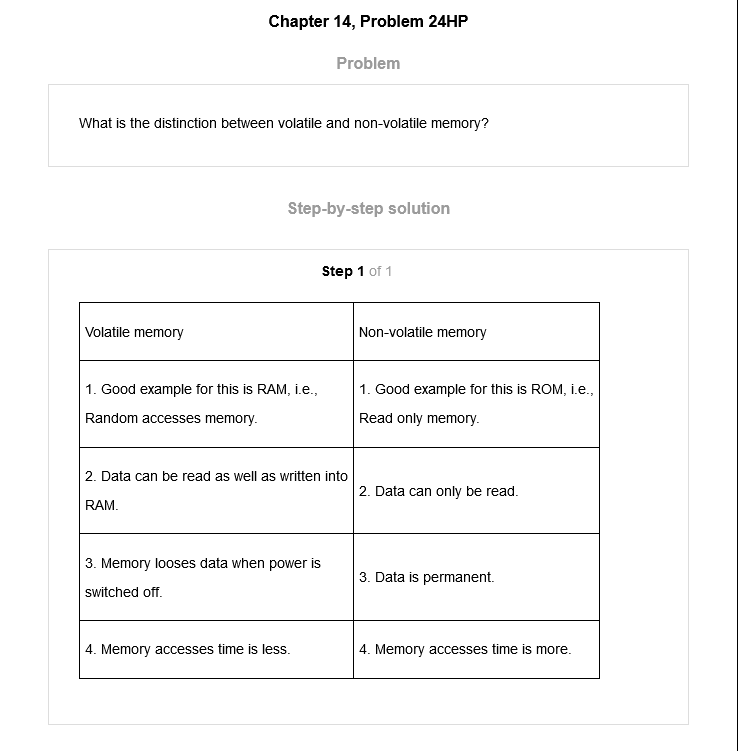 Chapter 14, Problem 24HP
Problem
What is the distinction between volatile and non-volatile memory?
Step-by-step solution
Step 1 of 1
Volatile memory
Non-volatile memory
1. Good example for this is RAM, i.e.,
Random accesses memory.
1. Good example for this is ROM, i.e.,
Read only memory.
2. Data can be read as well as written into
RAM.
2. Data can only be read.
3. Memory looses data when power is
switched off.
3. Data is permanent.
4. Memory accesses time is less.
4. Memory accesses time is more.